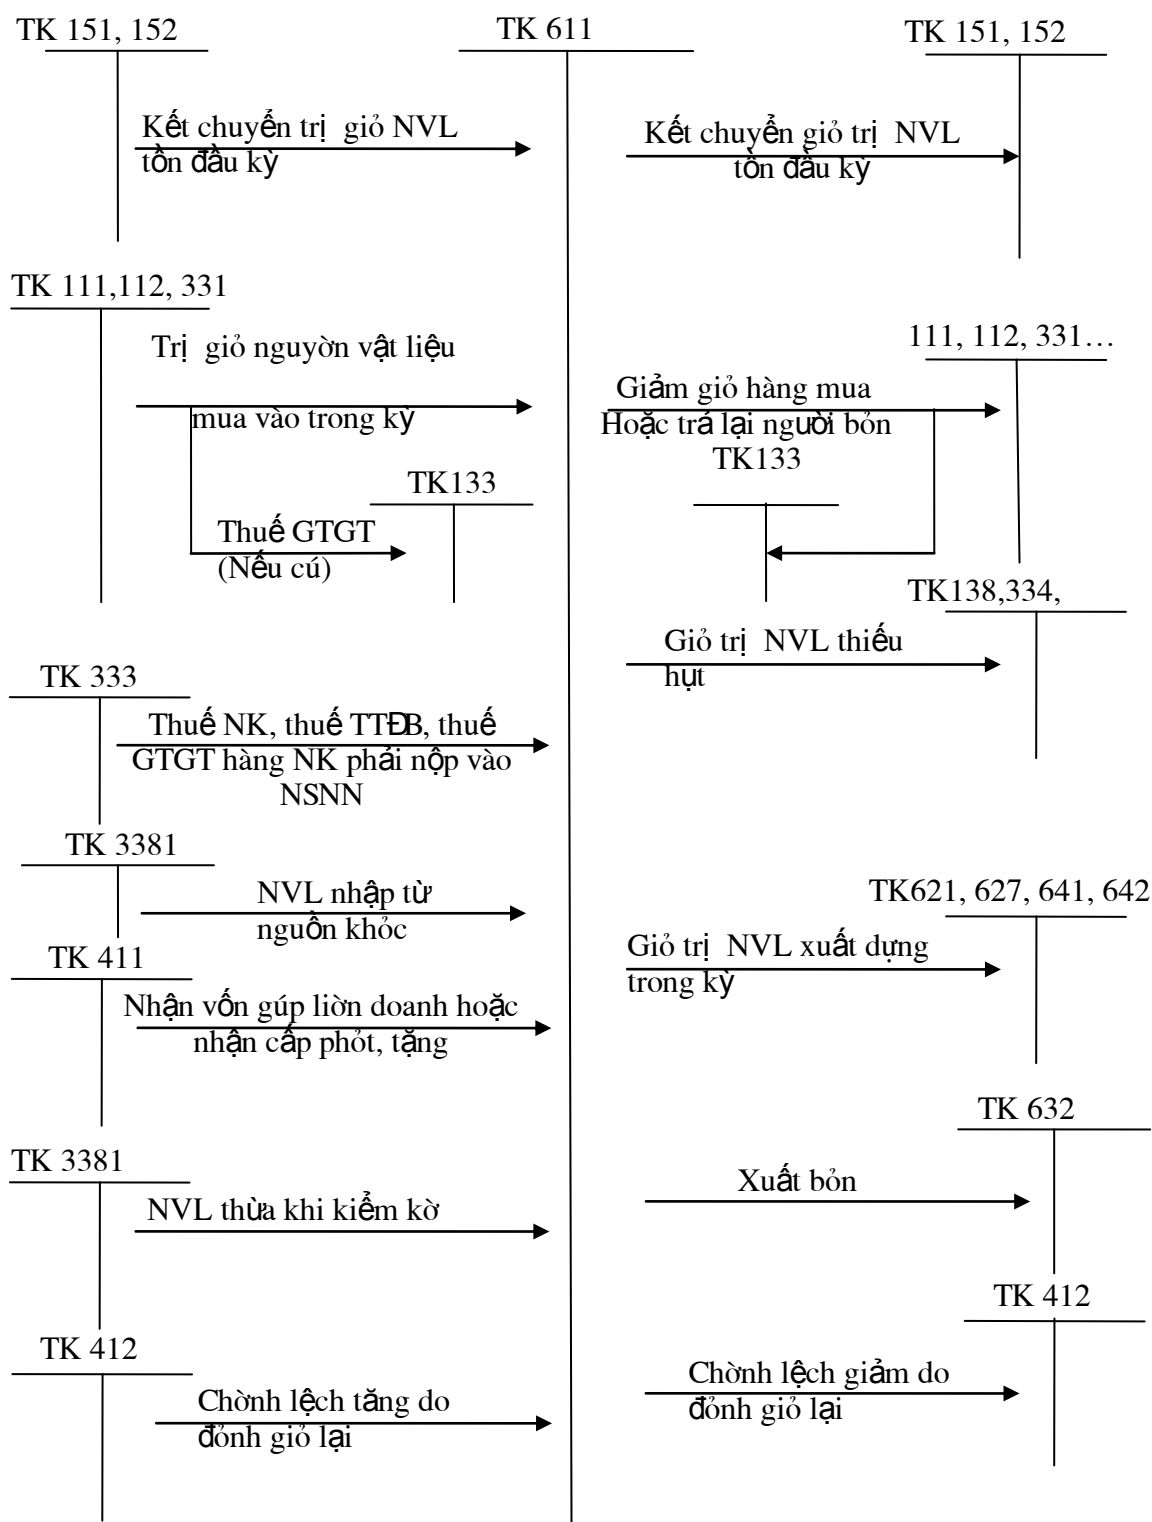 TK 151, 152
TK 611
TK 151, 152
Kết chuyển trị giỏ NVL
tồn đầu kỳ
Kết chuyển giỏ trị NVL
tồn đầu kỳ
TK 111,112, 331
Trị giỏ nguyờn vật liệu
mua vào trong kỳ
111, 112, 331…
Giảm giỏ hàng mua
Hoặc trá lại người bỏn
TK133
TK133
Thuế GTGT
(Nếu cú)
TK138,334,
Giỏ trị NVL thiếu
hụt
TK 333
Thuế NK, thuế TTĐB, thuế
GTGT hàng NK phải nộp vào
NSNN
TK 3381
NVL nhập từ
nguồn khỏc
TK621, 627, 641, 642
Giỏ trị NVL xuất dựng
trong kỳ
TK 411
Nhận vốn gúp liờn doanh hoặc
nhận cấp phỏt, tặng
TK 632
Xuất bỏn
TK 3381
NVL thừa khi kiểm kờ
TK 412
TK 412
Chờnh lệch tăng do
đỏnh giỏ lại
Chờnh lệch giảm do
đỏnh giỏ lại